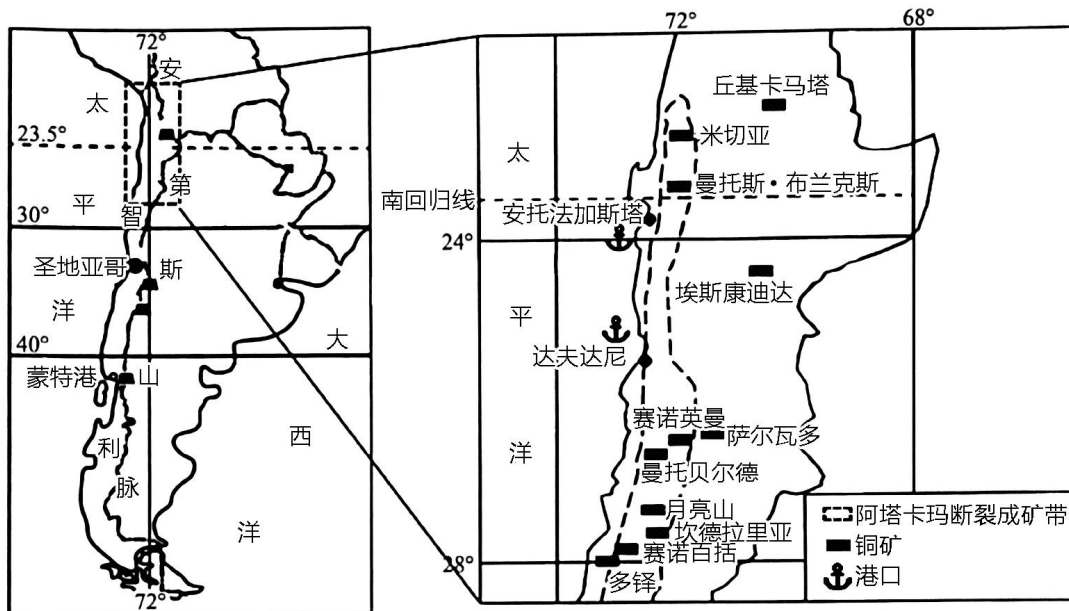 72°
安
太
23.5°
第
平
智
30°
圣地亚哥
斯
洋
大
40°
蒙特港
山
利
西
脉
洋
72°
72°
68°
丘基卡马塔
米切亚
太
曼托斯·布兰克斯
南回归线
安托法加斯塔
24°
埃斯康迪达
平
达夫达尼
赛诺英曼
萨尔瓦多
洋
曼托贝尔德
月亮山
坎德拉里亚
赛诺百括
28°
多铎
阿塔卡玛断裂成矿带
铜矿
港口